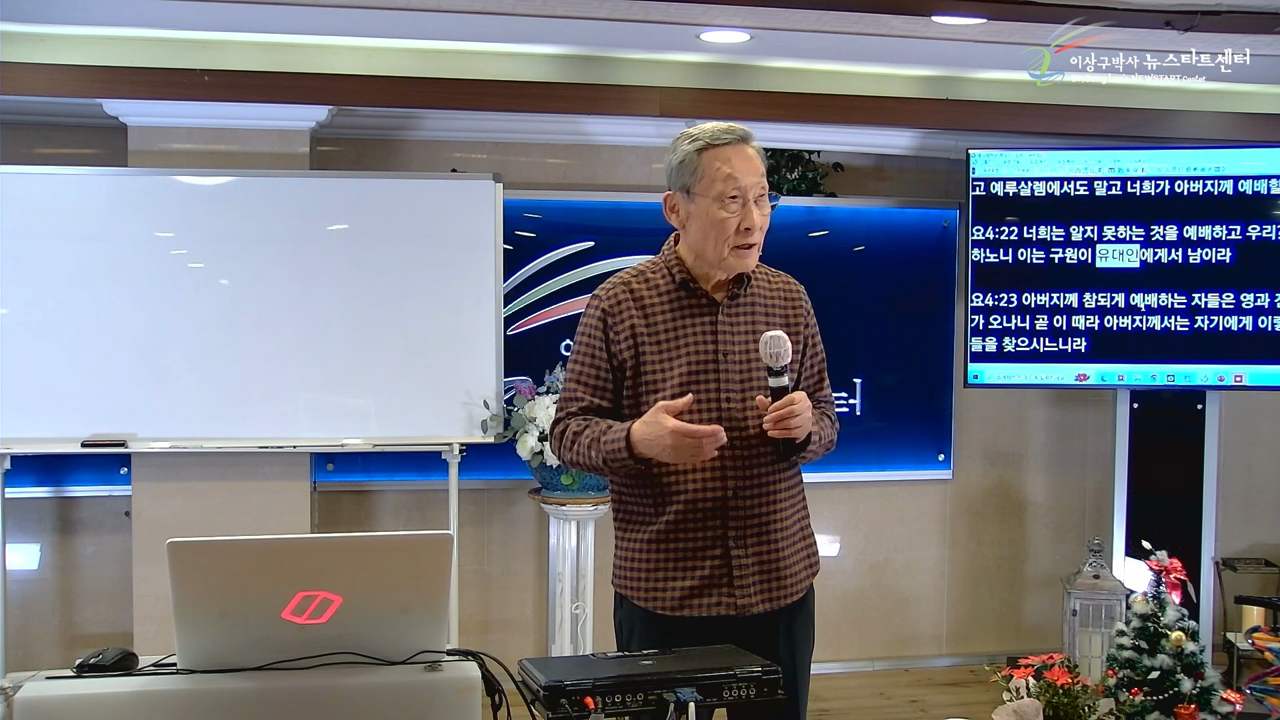 이상구박사 뉴스타트센터
고 예루살렘에서도 말고 너희가 아버지께 예배할
요4:22 너희는 알지 못하는 것을 예배하고 우리
하노니 이는 구원이 유대인에게서 남이라
요4:23 아버지께 참되게 예배하는 자들은 영과
가 오나니 곧 이 때라 아버지께서는 자기에게
들을 찾으시느니라
터